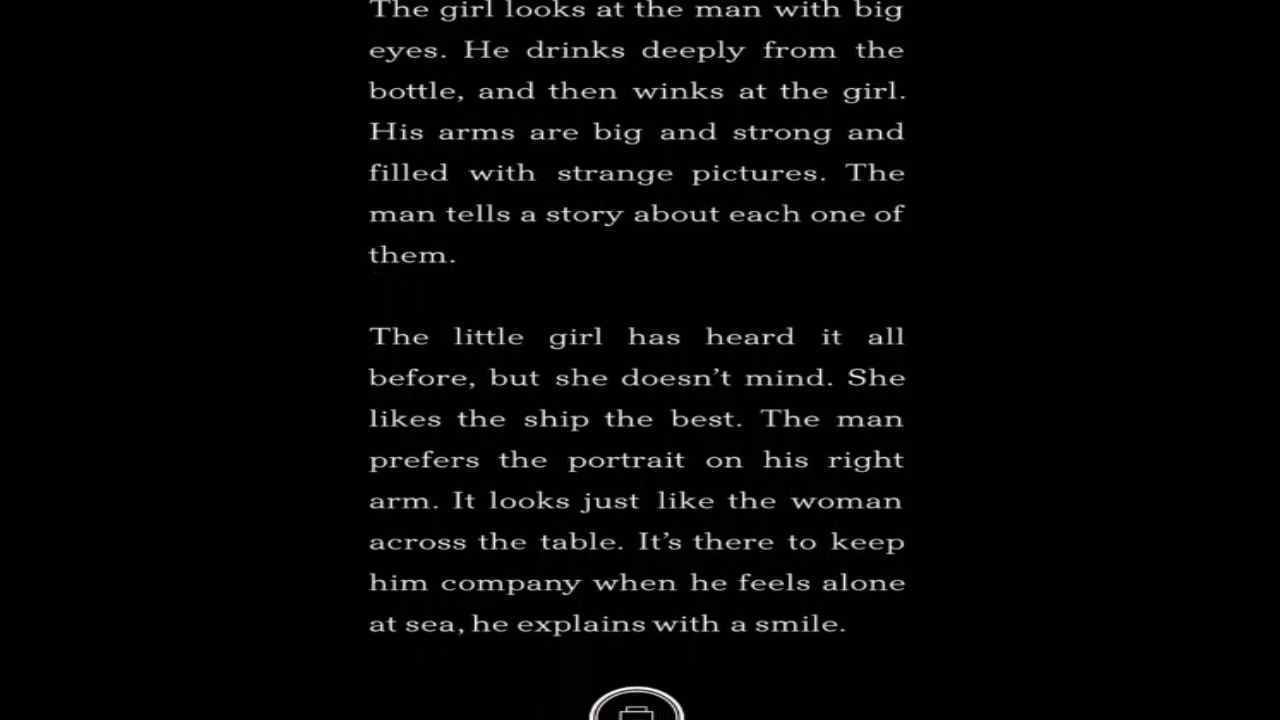 The girl looks at the man with big
eyes. He drinks deeply from the
bottle, and then winks at the girl.
His arms are big and strong and
filled with strange pictures. The
man tells a story about each one of
them.
The little girl has heard it all
before, but she doesn’t mind. She
likes the ship the best. The man
prefers the portrait on his right
arm. It looks just like the woman
across the table. It’s there to keep
him company when he feels alone
at sea, he explains with a smile.